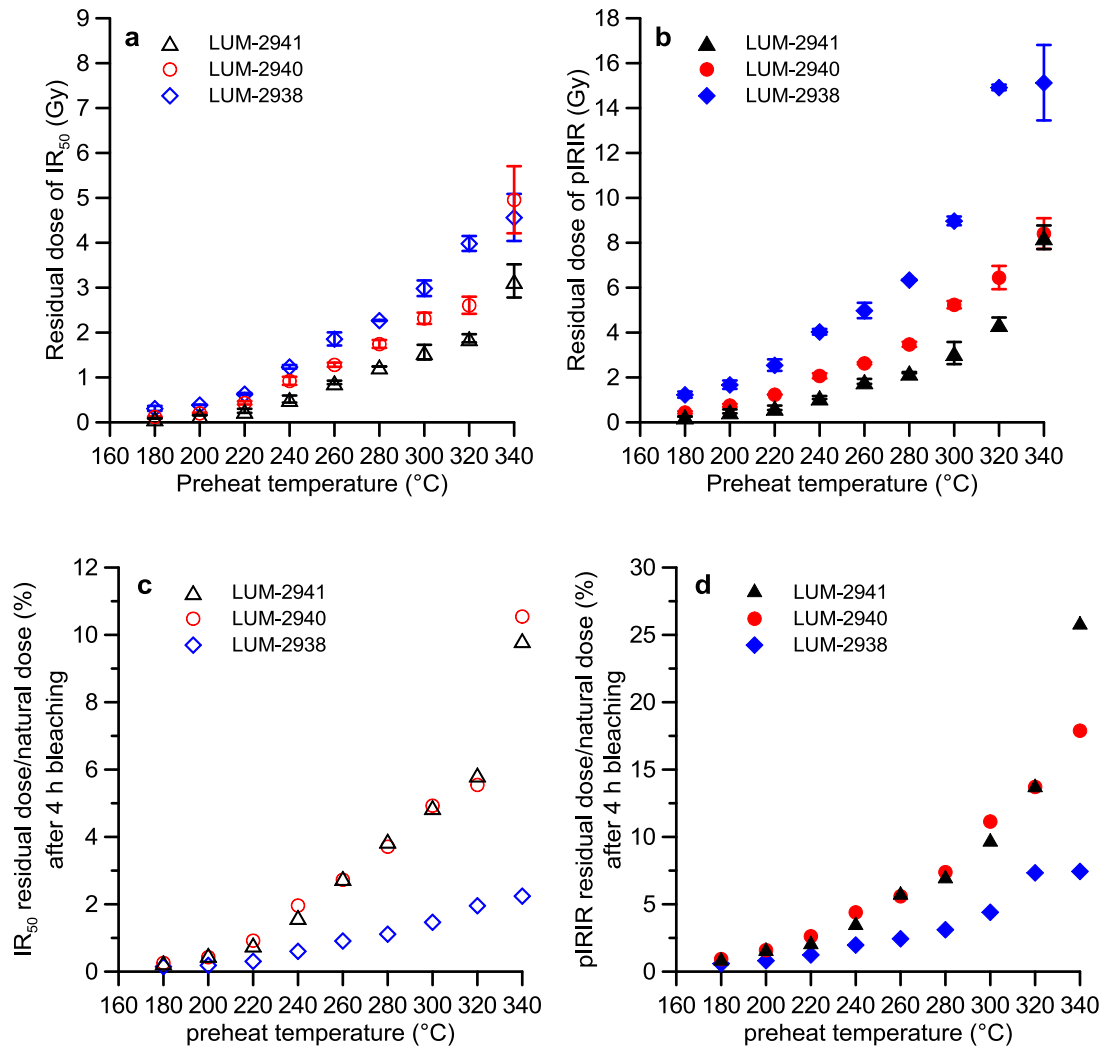 a
LUM-2941
LUM-2940
LUM-2938
Residual dose of IR50 (Gy)
0 1 2 3 4 5 6 7 8 9
160 180 200 220 240 260 280 300 320 340
Preheat temperature (°C)
b
LUM-2941
LUM-2940
LUM-2938
Residual dose of pIRIR (Gy)
0 2 4 6 8 10 12 14 16 18
160 180 200 220 240 260 280 300 320 340
Preheat temperature (°C)
c
LUM-2941
LUM-2940
LUM-2938
IR50 residual dose/natural dose (%)
after 4 h bleaching
0 2 4 6 8 10 12
160 180 200 220 240 260 280 300 320 340
preheat temperature (°C)
d
LUM-2941
LUM-2940
LUM-2938
pIRIR residual dose/natural dose (%)
after 4 h bleaching
0 5 10 15 20 25 30
160 180 200 220 240 260 280 300 320 340
preheat temperature (°C)